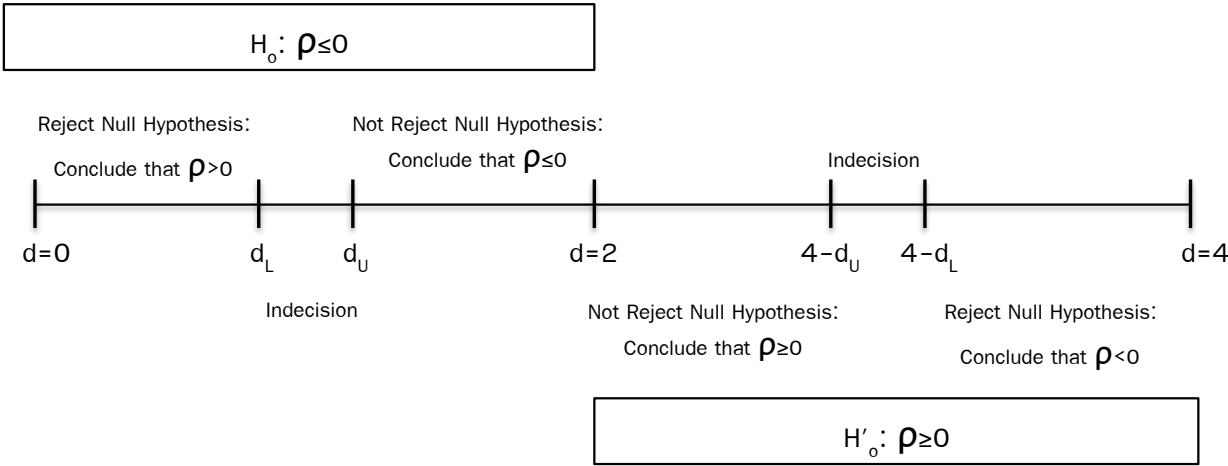 Hₒ: ρ≤0
Reject Null Hypothesis:
Conclude that ρ>0
Not Reject Null Hypothesis:
Conclude that ρ≤0
Indecision
d=0
d_L
d_U
d=2
4-d_U
4-d_L
d=4
Indecision
Not Reject Null Hypothesis:
Conclude that ρ≥0
Reject Null Hypothesis:
Conclude that ρ<0
H′ₒ: ρ≥0